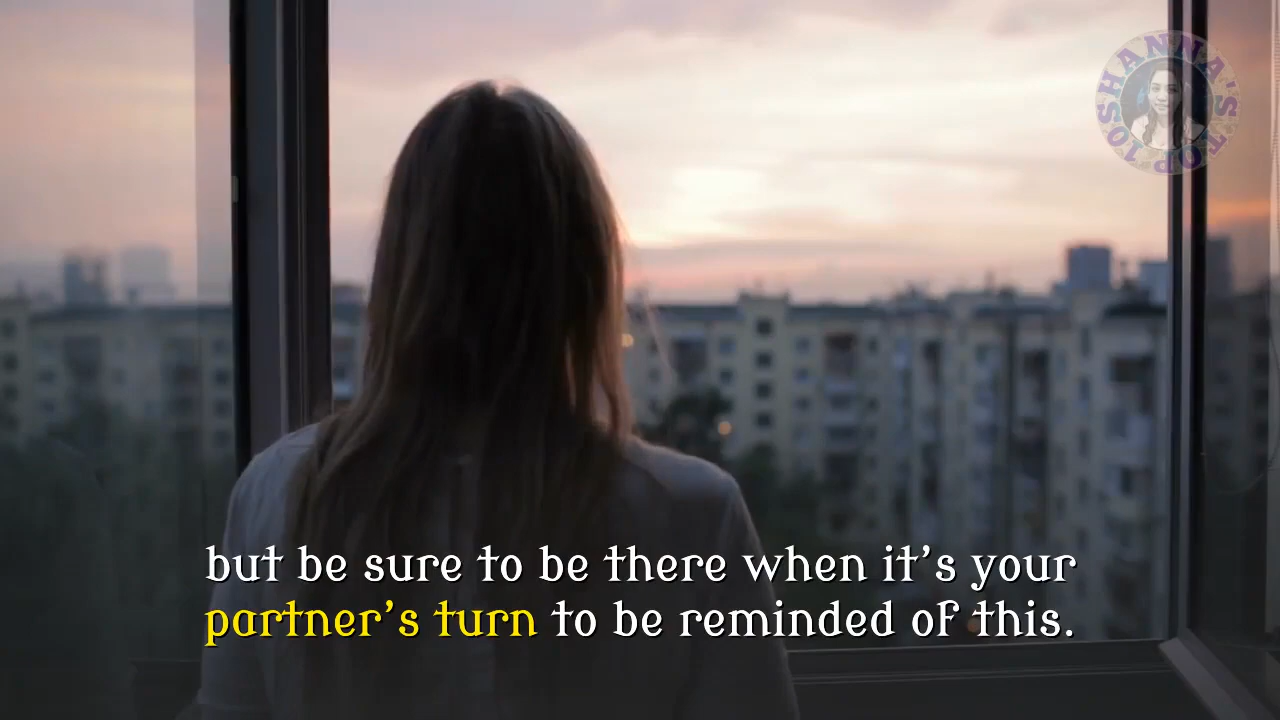 SHANNA'S TOP 10
but be sure to be there when it's your
partner's turn to be reminded of this.